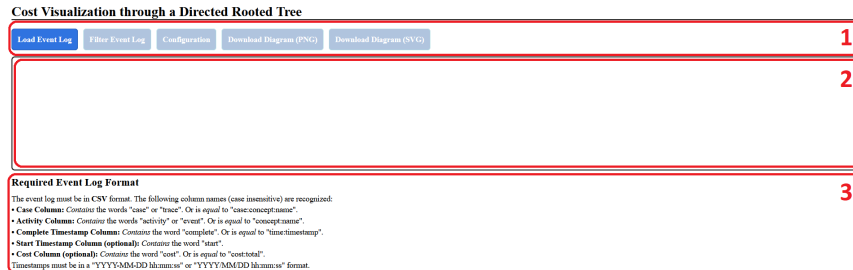 Cost Visualization through a Directed Rooted Tree
Load Event Log Filter Event Log Configuration Download Diagram (PNG) Download Diagram (SVG) 1
2
Required Event Log Format 3
The event log must be in CSV format. The following column names (case insensitive) are recognized:
• Case Column: Contains the words "case" or "trace". Or is equal to "case:concept:name".
• Activity Column: Contains the words "activity" or "event". Or is equal to "concept:name".
• Complete Timestamp Column: Contains the word "complete". Or is equal to "time:timestamp".
• Start Timestamp Column (optional): Contains the word "start".
• Cost Column (optional): Contains the word "cost". Or is equal to "cost:total".
Timestamps must be in a "YYYY-MM-DD hh:mm:ss" or "YYYY/MM/DD hh:mm:ss" format.